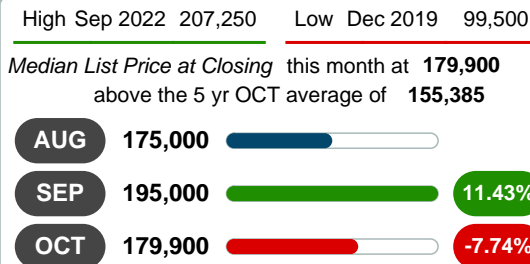 High Sep 2022 207,250 Low Dec 2019 99,500
Median List Price at Closing this month at 179,900
above the 5 yr OCT average of 155,385
AUG 175,000
SEP 195,000 11.43%
OCT 179,900 -7.74%